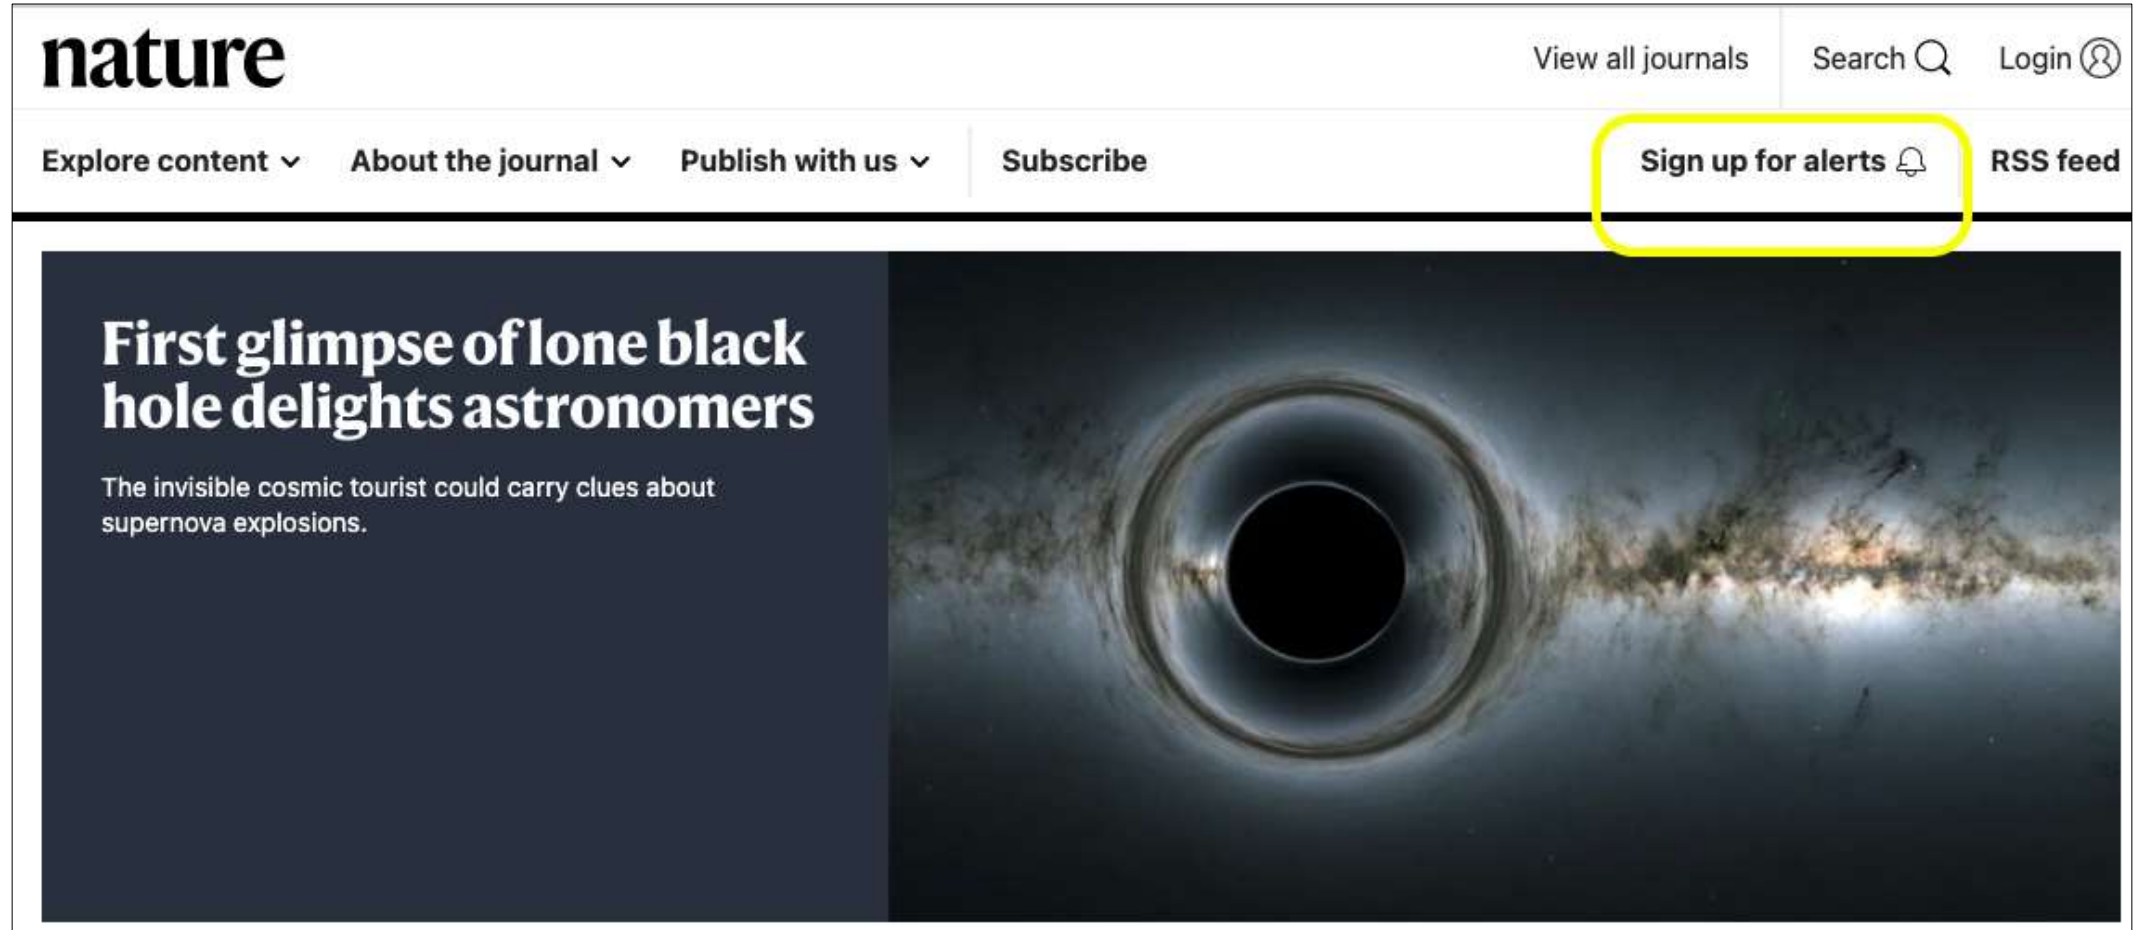 nature
View all journals Search Login
Explore content About the journal Publish with us Subscribe Sign up for alerts RSS feed
First glimpse of lone black
hole delights astronomers
The invisible cosmic tourist could carry clues about
supernova explosions.